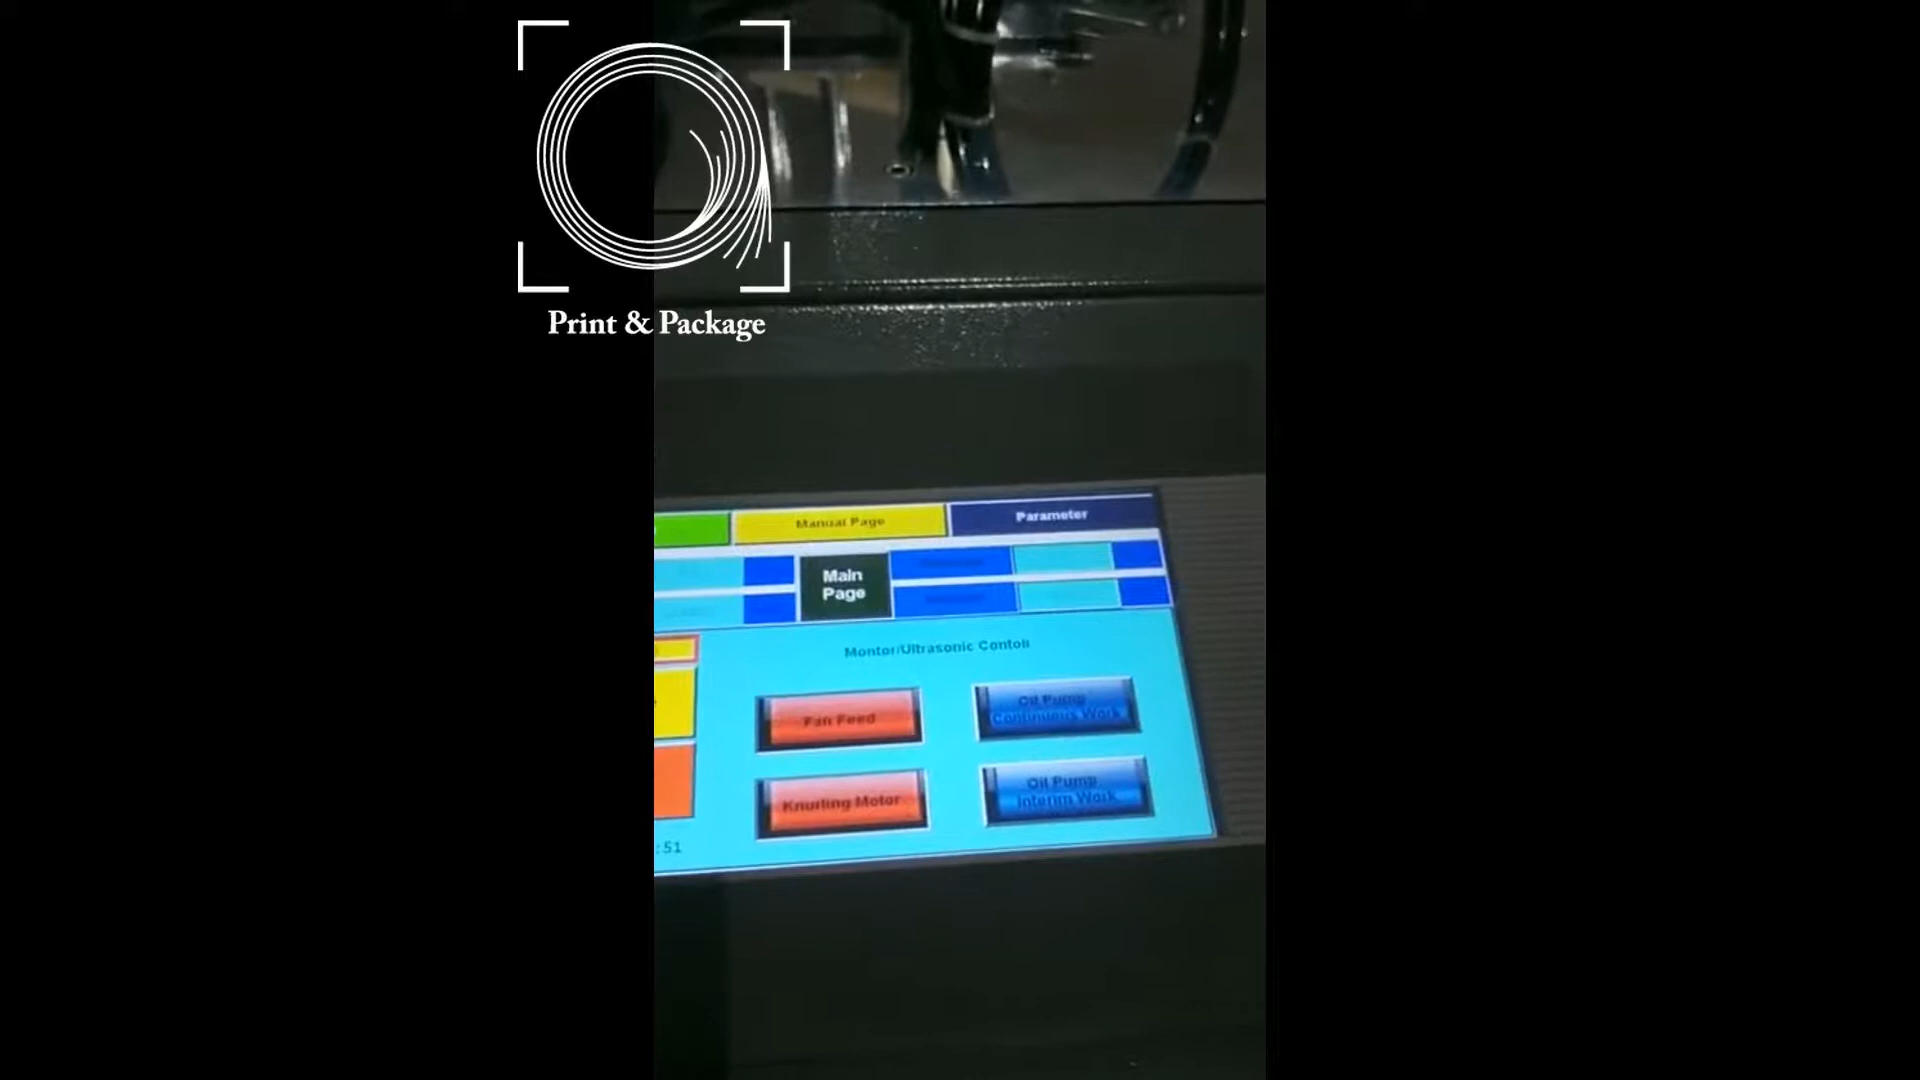 Print & Package
Manual Page
Parameter
Main
Page
Montor/Ultrasonic Contoll
Fan Feed
Oil Pump
Continuous Work
Knurling Motor
Oil Pump
Interim Work
:51